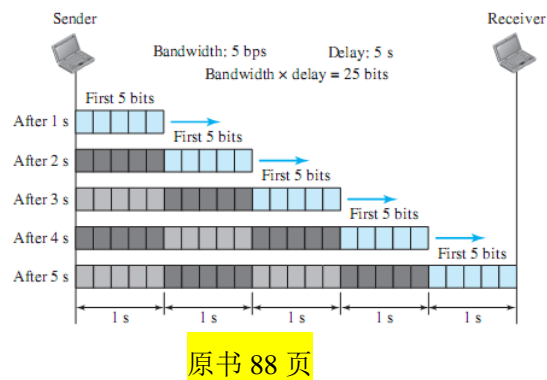 Sender
Receiver
Bandwidth: 5 bps
Delay: 5 s
Bandwidth × delay = 25 bits
First 5 bits
After 1 s
First 5 bits
After 2 s
First 5 bits
After 3 s
First 5 bits
After 4 s
First 5 bits
After 5 s
1 s
1 s
1 s
1 s
1 s
原书 88 页